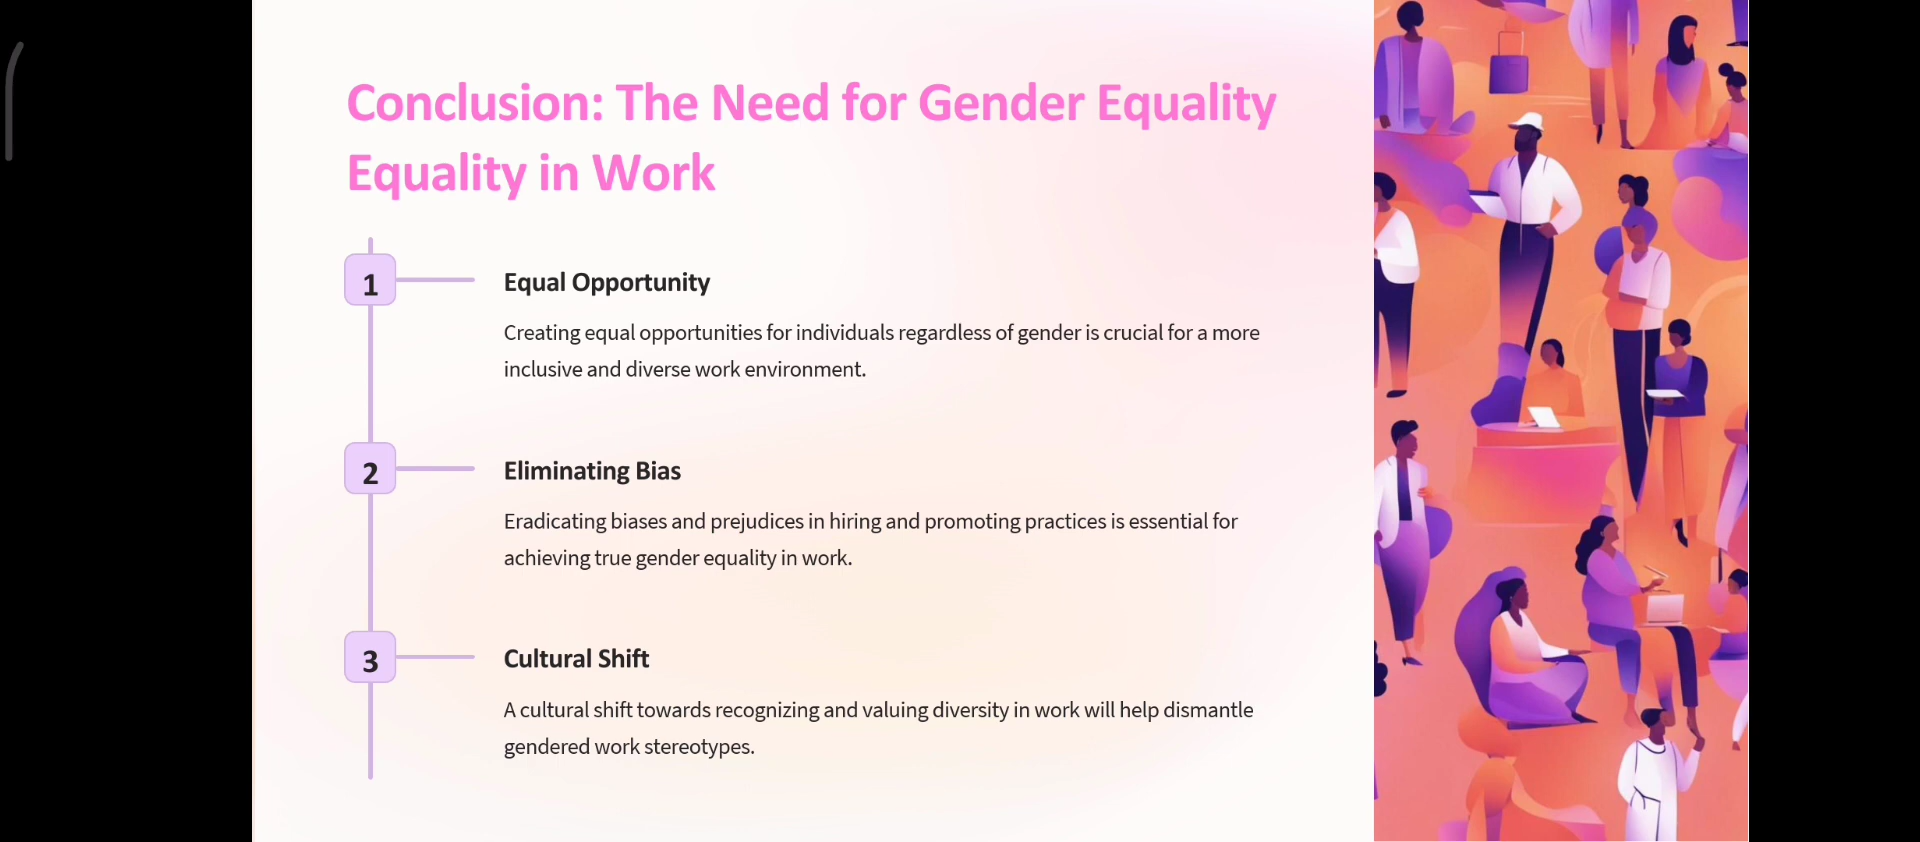 Conclusion: The Need for Gender Equality
Equality in Work
1
Equal Opportunity
Creating equal opportunities for individuals regardless of gender is crucial for a more
inclusive and diverse work environment.
2
Eliminating Bias
Eradicating biases and prejudices in hiring and promoting practices is essential for
achieving true gender equality in work.
3
Cultural Shift
A cultural shift towards recognizing and valuing diversity in work will help dismantle
gendered work stereotypes.